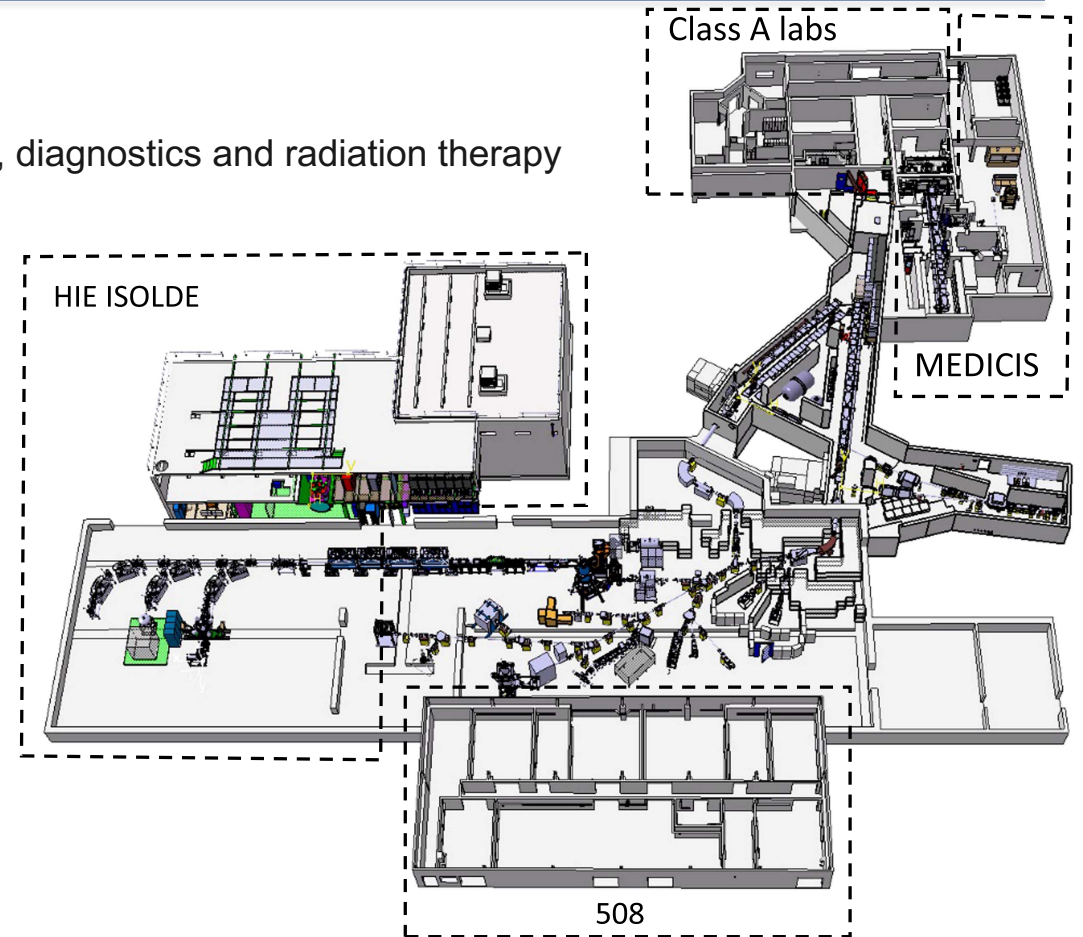 Class A labs
, diagnostics and radiation therapy
HIE ISOLDE
MEDICIS
508